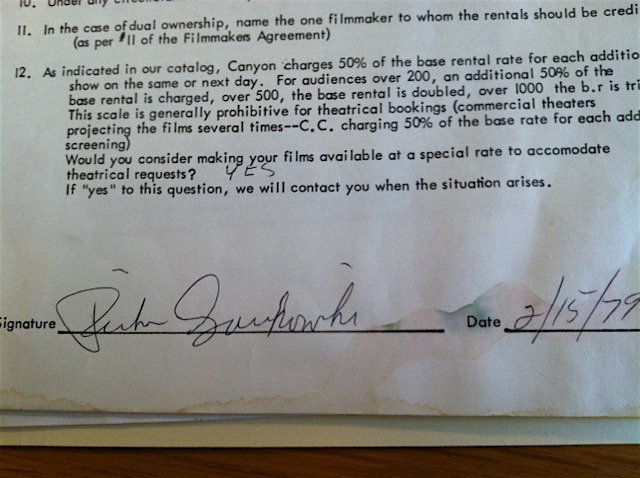 10. Under any
11. In the case of dual ownership, name the one filmmaker to whom the rentals should be credi
(as per #11 of the Filmmakers Agreement)
12. As indicated in our catalog, Canyon charges 50% of the base rental rate for each additio
show on the same or next day. For audiences over 200, an additional 50% of the
base rental is charged, over 500, the base rental is doubled, over 1000 the b.r is tri
This scale is generally prohibitive for theatrical bookings (commercial theaters
projecting the films several times--C.C. charging 50% of the base rate for each add
screening)
Would you consider making your films available at a special rate to accomodate
theatrical requests? YES
If "yes" to this question, we will contact you when the situation arises.
Signature Date 2/15/79